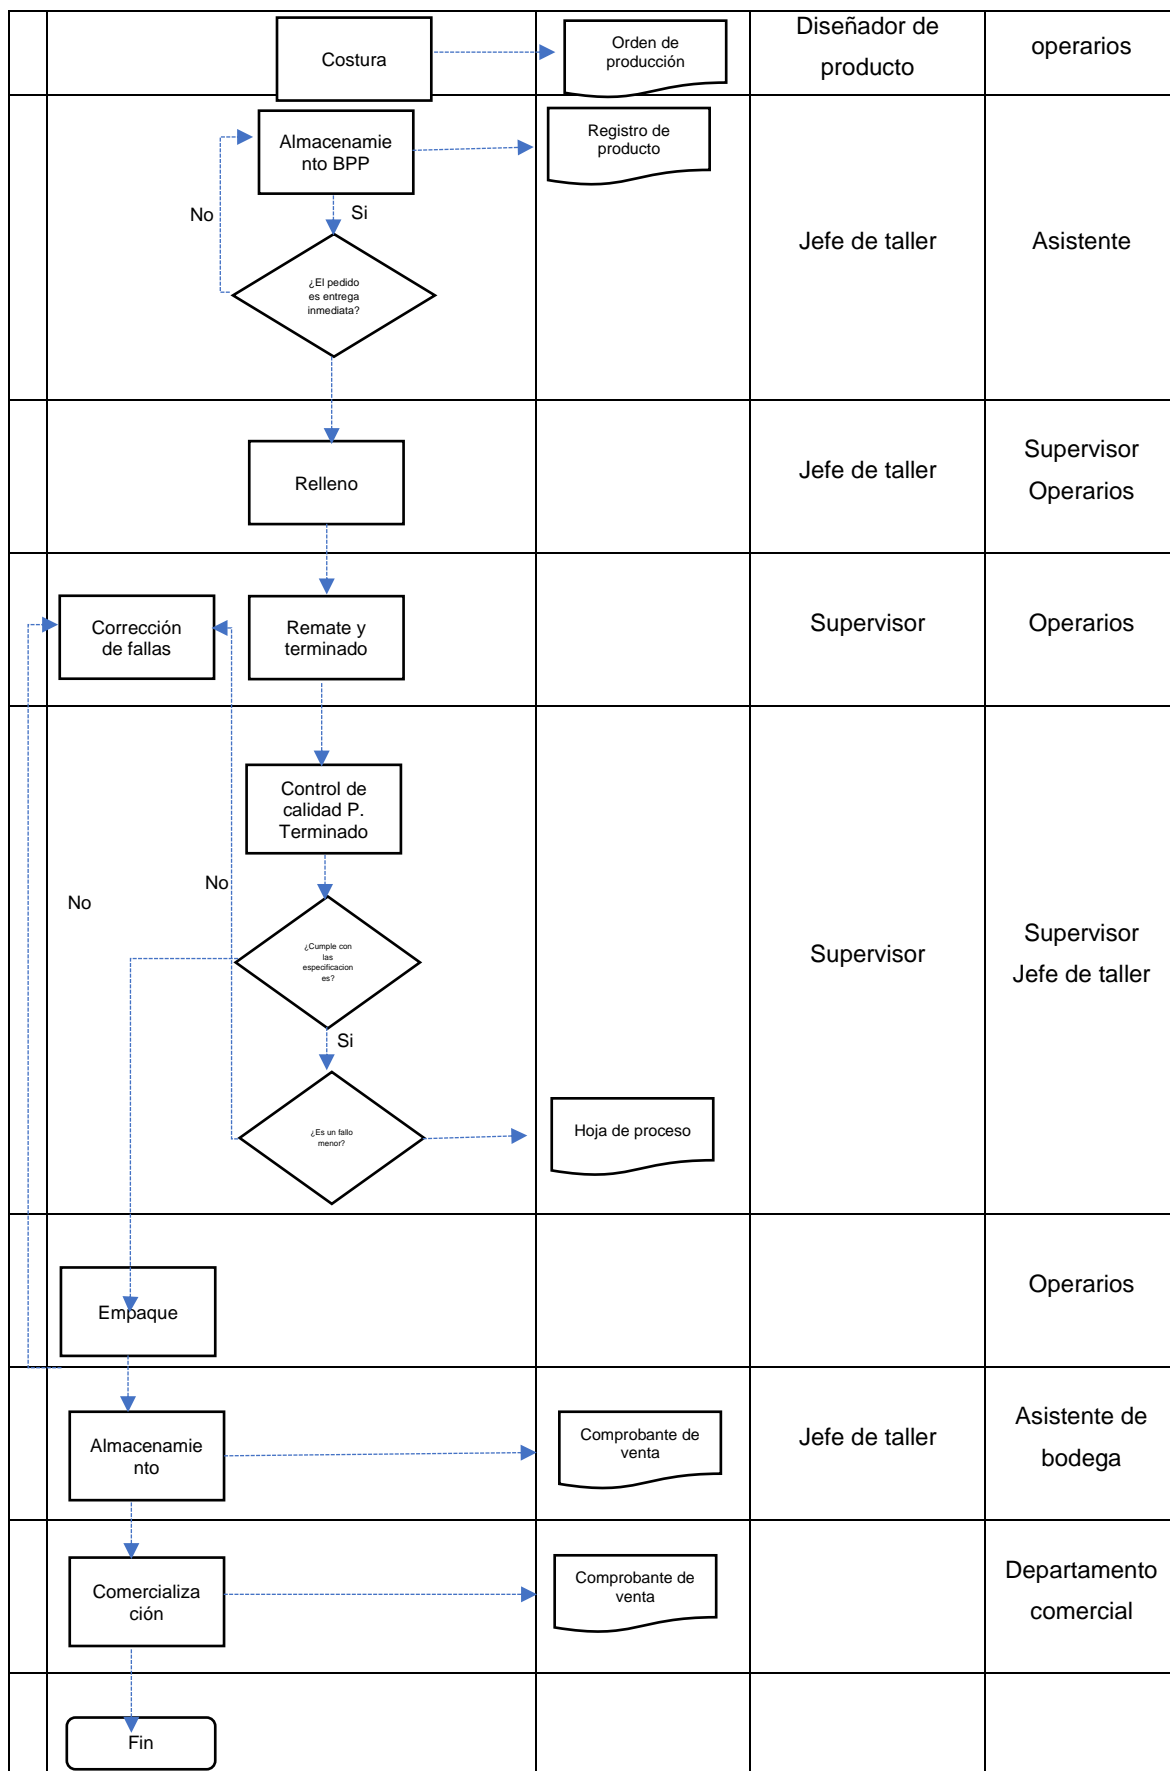 Costura
Orden de
producción
Diseñador de
producto
operarios
Almacenamie
nto BPP
Registro de
producto
No
Si
¿El pedido
es entrega
inmediata?
Jefe de taller
Asistente
Relleno
Jefe de taller
Supervisor
Operarios
Corrección
de fallas
Remate y
terminado
Supervisor
Operarios
Control de
calidad P.
Terminado
No
No
¿Cumple con
las
especificacion
es?
Supervisor
Supervisor
Jefe de taller
Si
¿Es un fallo
menor?
Hoja de proceso
Empaque
Operarios
Almacenamie
nto
Comprobante de
venta
Jefe de taller
Asistente de
bodega
Comercializa
ción
Comprobante de
venta
Departamento
comercial
Fin